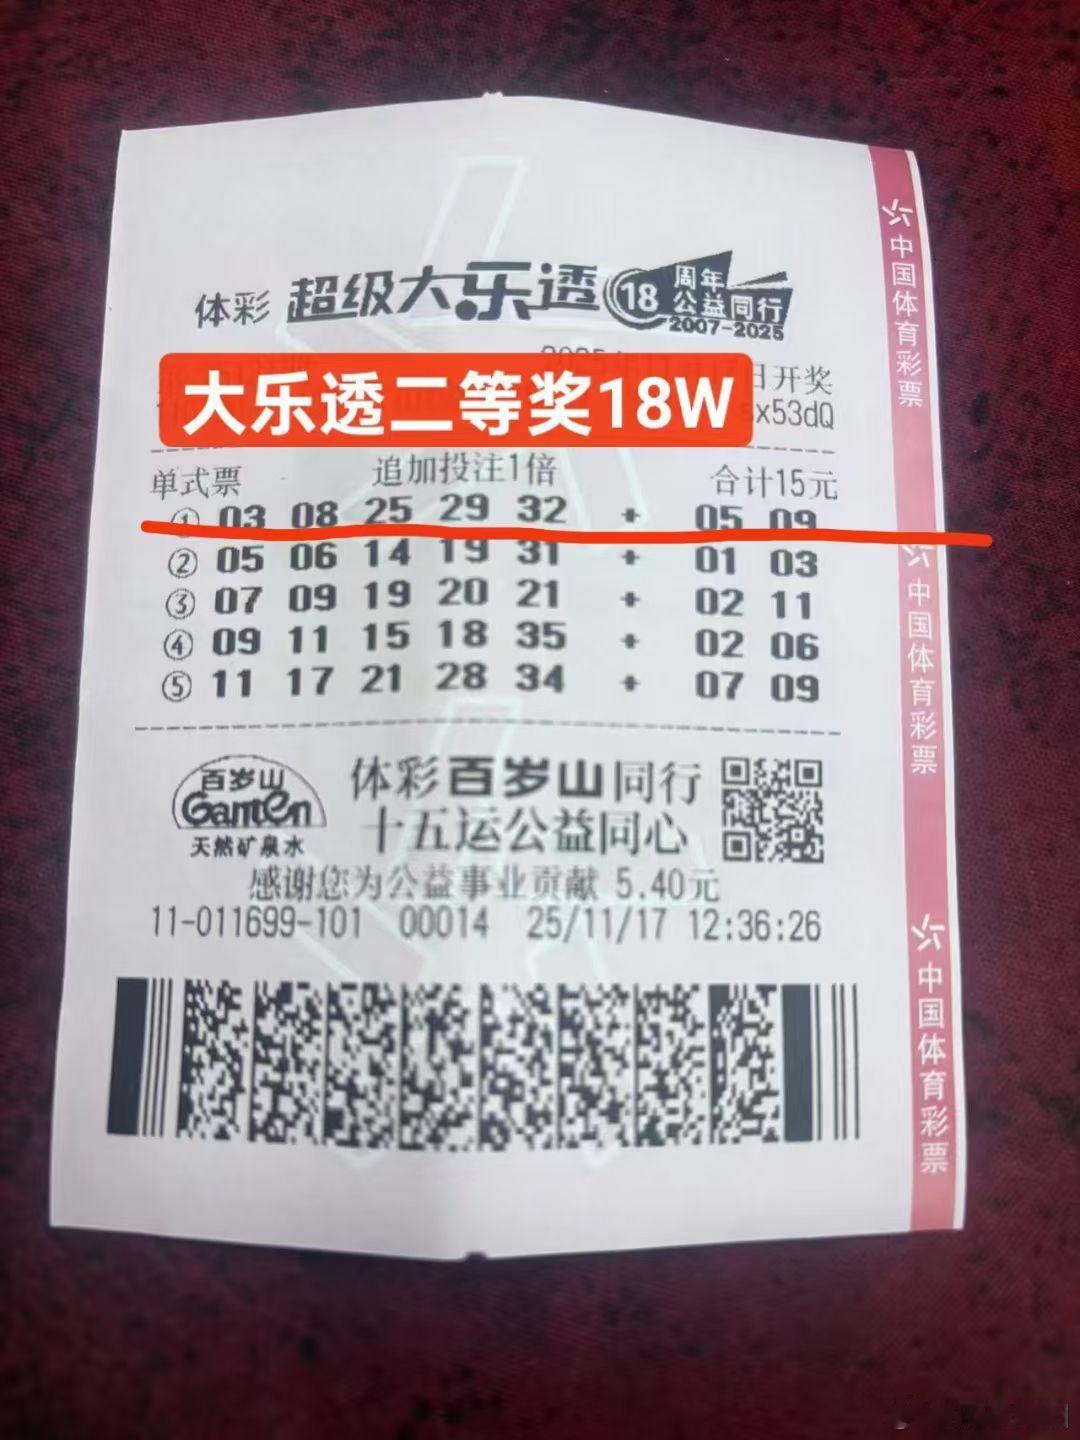 体彩 超级大乐透 18 周年 公益同行 2007-2025
大乐透二等奖18W
日开奖
sx53dQ
单式票 追加投注1倍 合计15元
① 03 08 25 29 32 + 05 09
② 05 06 14 19 31 + 01 03
③ 07 09 19 20 21 + 02 11
④ 09 11 15 18 35 + 02 06
⑤ 11 17 21 28 34 + 07 09
百岁山
Ganten
天然矿泉水
体彩百岁山同行
十五运公益同心
感谢您为公益事业贡献 5.40元
11-011699-101 00014 25/11/17 12:36:26
中国体育彩票
中国体育彩票
中国体育彩票